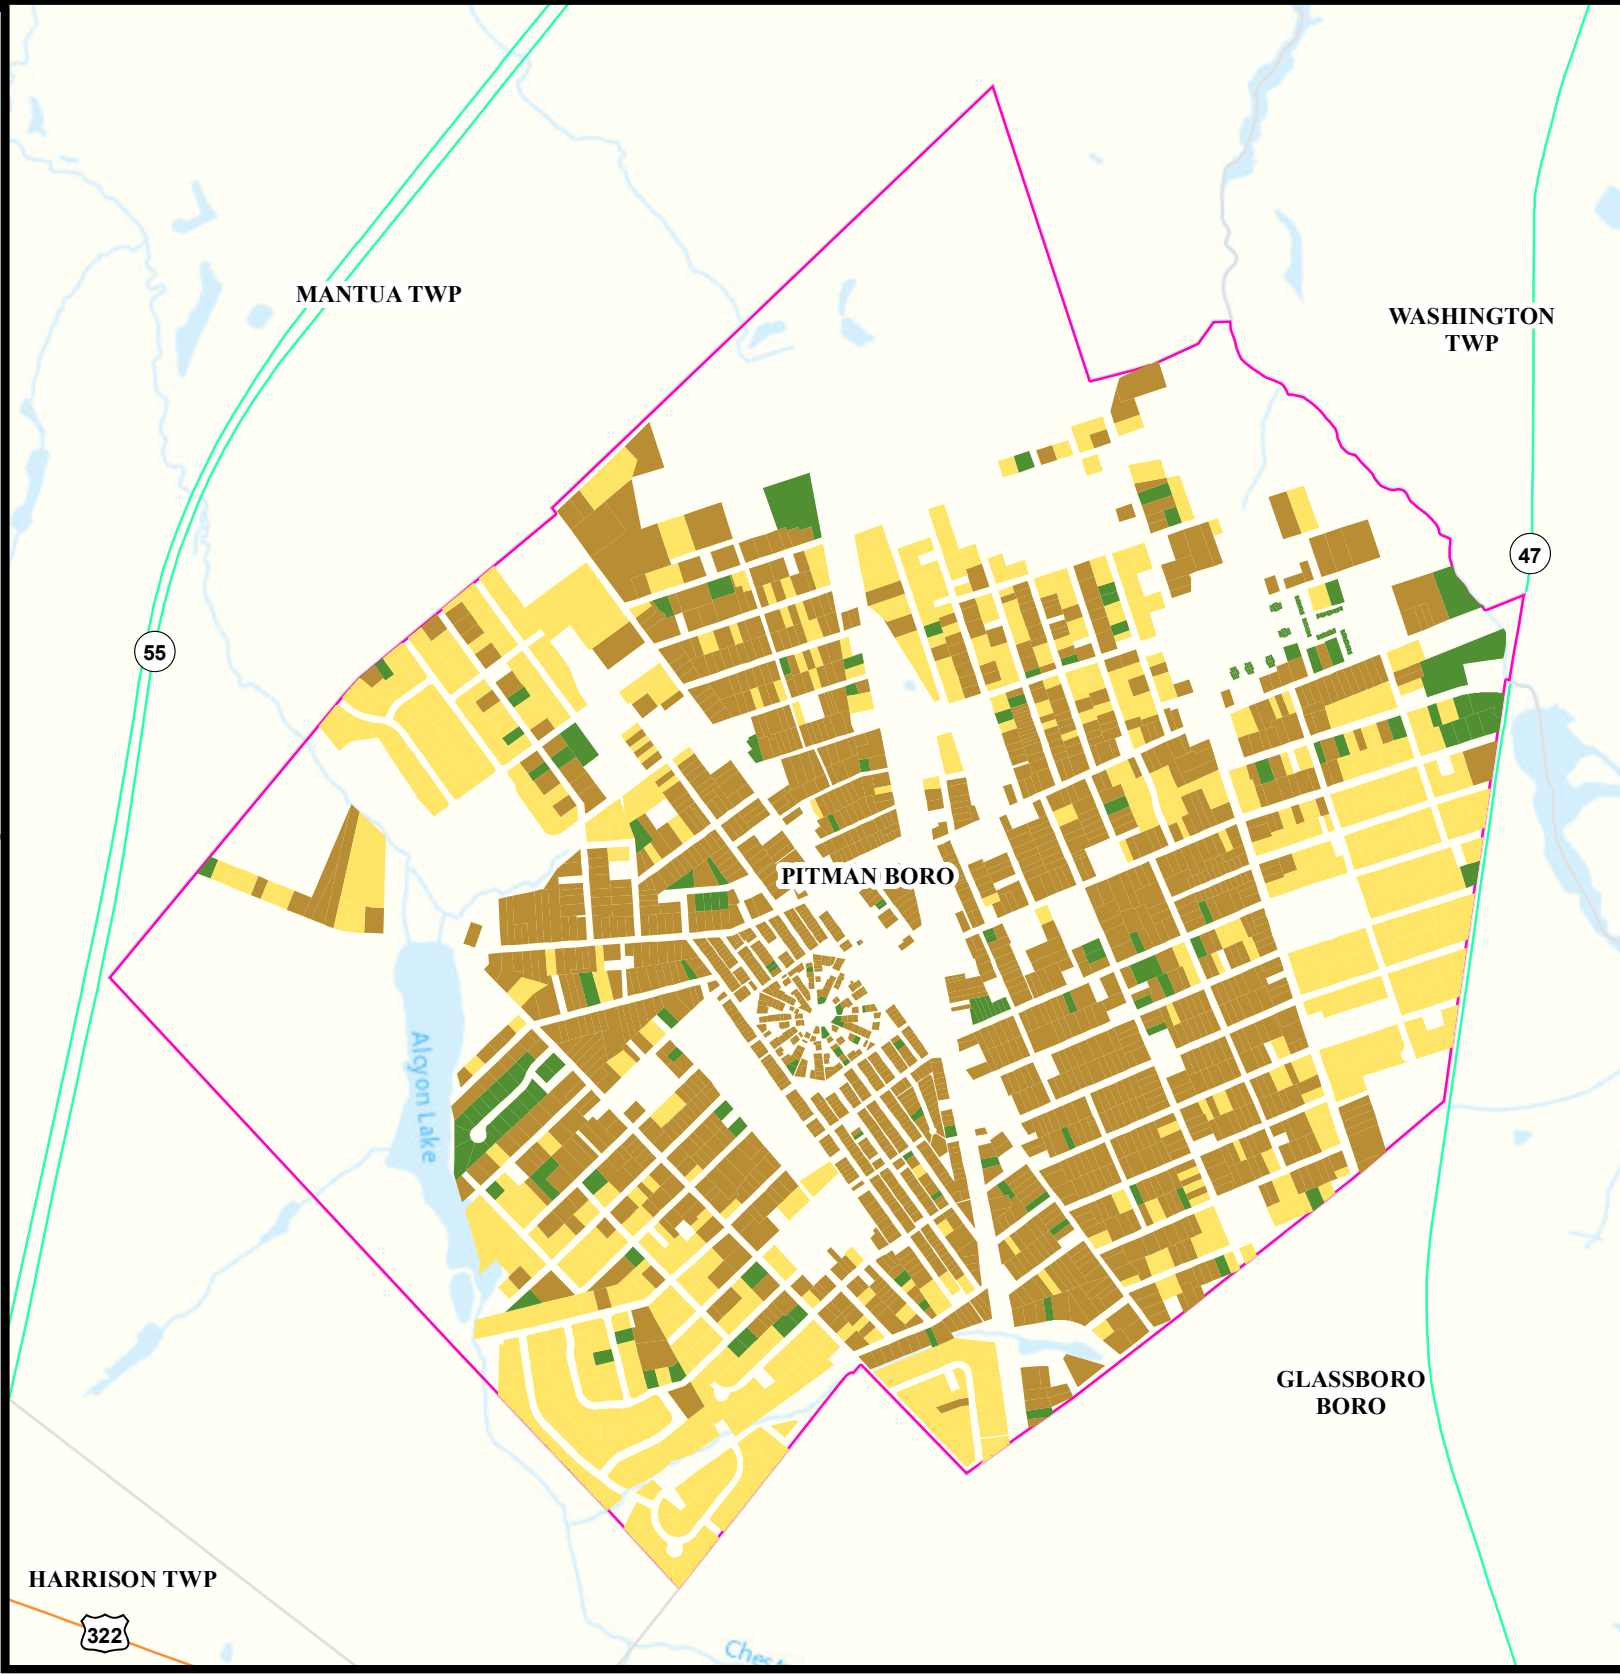 MANTUA TWP
WASHINGTON
TWP
47
55
PITMAN BORO
Alcyon Lake
GLASSBORO
BORO
HARRISON TWP
322